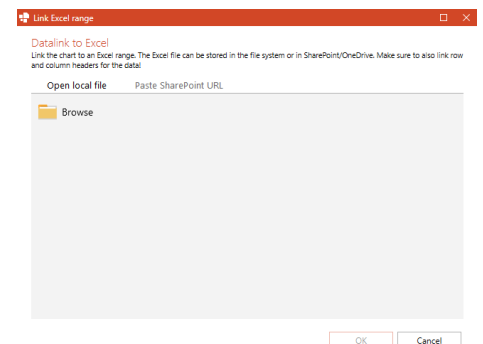 Link Excel range
Datalink to Excel
Link the chart to an Excel range. The Excel file can be stored in the file system or in SharePoint/OneDrive. Make sure to also link row
and column headers for the data!
Open local file Paste SharePoint URL
Browse
OK Cancel